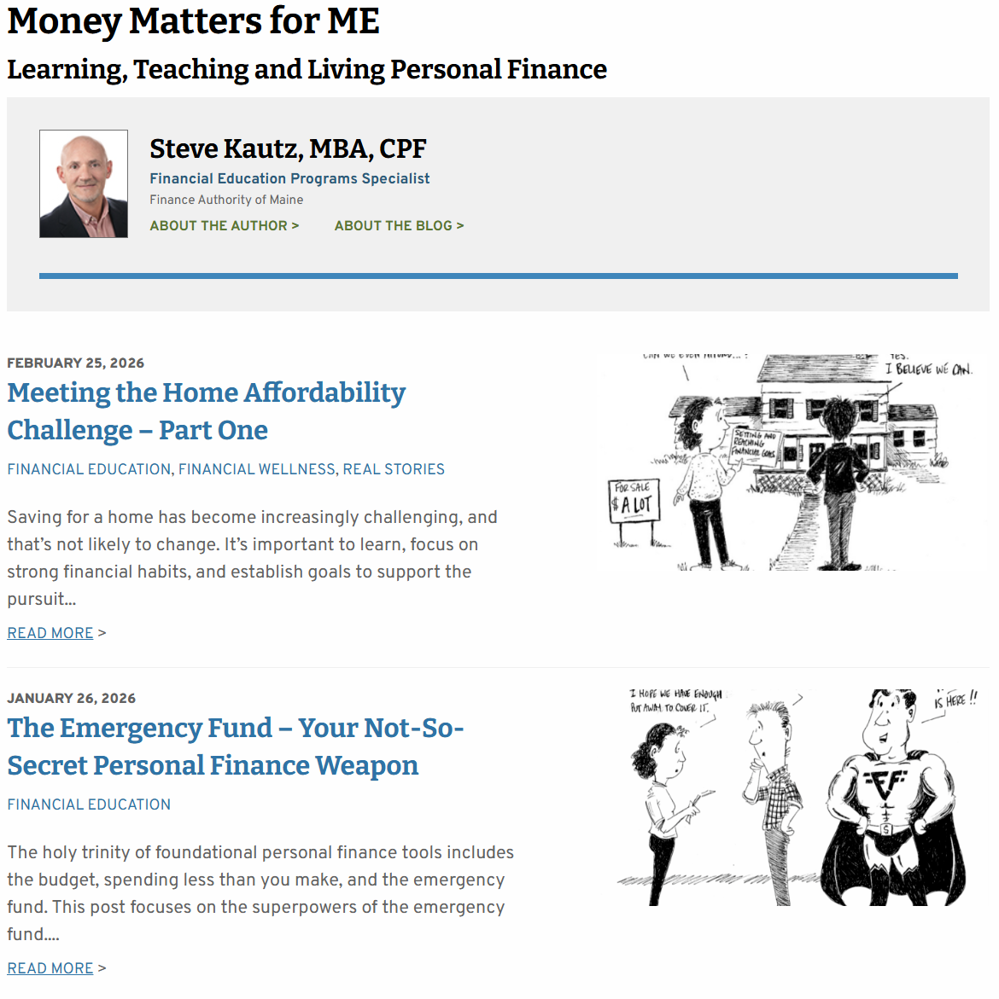 Money Matters for ME
Learning, Teaching and Living Personal Finance
Steve Kautz, MBA, CPF
Financial Education Programs Specialist
Finance Authority of Maine
ABOUT THE AUTHOR >
ABOUT THE BLOG >
FEBRUARY 25, 2026
Meeting the Home Affordability
Challenge – Part One
FINANCIAL EDUCATION, FINANCIAL WELLNESS, REAL STORIES
Saving for a home has become increasingly challenging, and
that’s not likely to change. It’s important to learn, focus on
strong financial habits, and establish goals to support the
pursuit...
READ MORE >
CAN WE EVEN AFFORD...?
YES.
I BELIEVE WE CAN.
SETTING AND
REACHING
FINANCIAL GOALS
FOR SALE
$ A LOT
JANUARY 26, 2026
The Emergency Fund – Your Not-So-
Secret Personal Finance Weapon
FINANCIAL EDUCATION
The holy trinity of foundational personal finance tools includes
the budget, spending less than you make, and the emergency
fund. This post focuses on the superpowers of the emergency
fund....
READ MORE >
I HOPE WE HAVE ENOUGH
PUT AWAY TO COVER IT.
IS HERE!!
EF
$